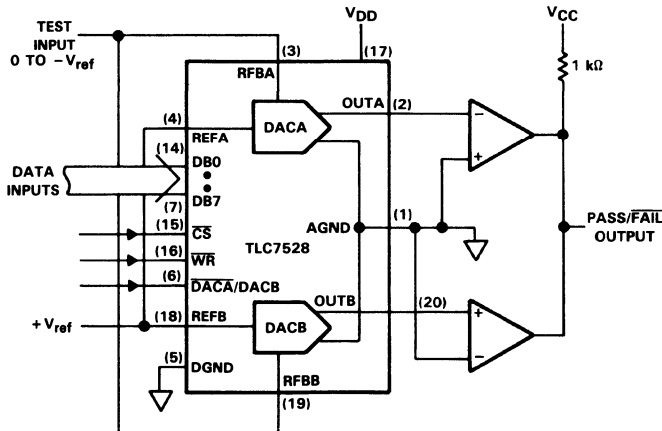 TEST
INPUT
0 TO −Vref
(3)
VDD
(17)
VCC
1 kΩ
RFBA
OUTA
(2)
(4)
REFA
DACA
−
+
(14)
DB0
DATA
INPUTS
DB7
(7)
(15)
CS
AGND
(1)
PASS/FAIL
OUTPUT
(16)
WR
TLC7528
(6)
DACA/DACB
OUTB
(20)
+Vref
(18)
REFB
DACB
+
−
(5)
DGND
RFBB
(19)